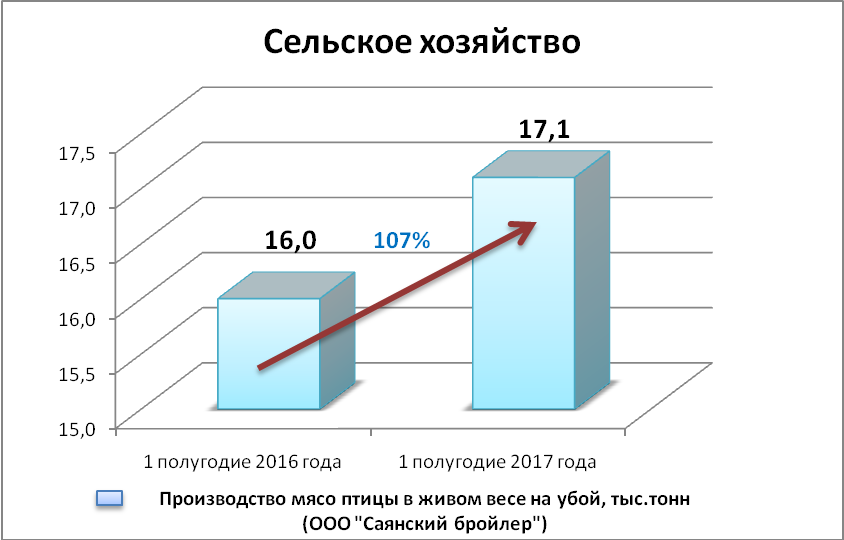 Сельское хозяйство
17,1
17,5
17,0
16,0
107%
16,5
16,0
15,5
15,0
1 полугодие 2016 года
1 полугодие 2017 года
Производство мясо птицы в живом весе на убой, тыс.тонн
(ООО "Саянский бройлер")